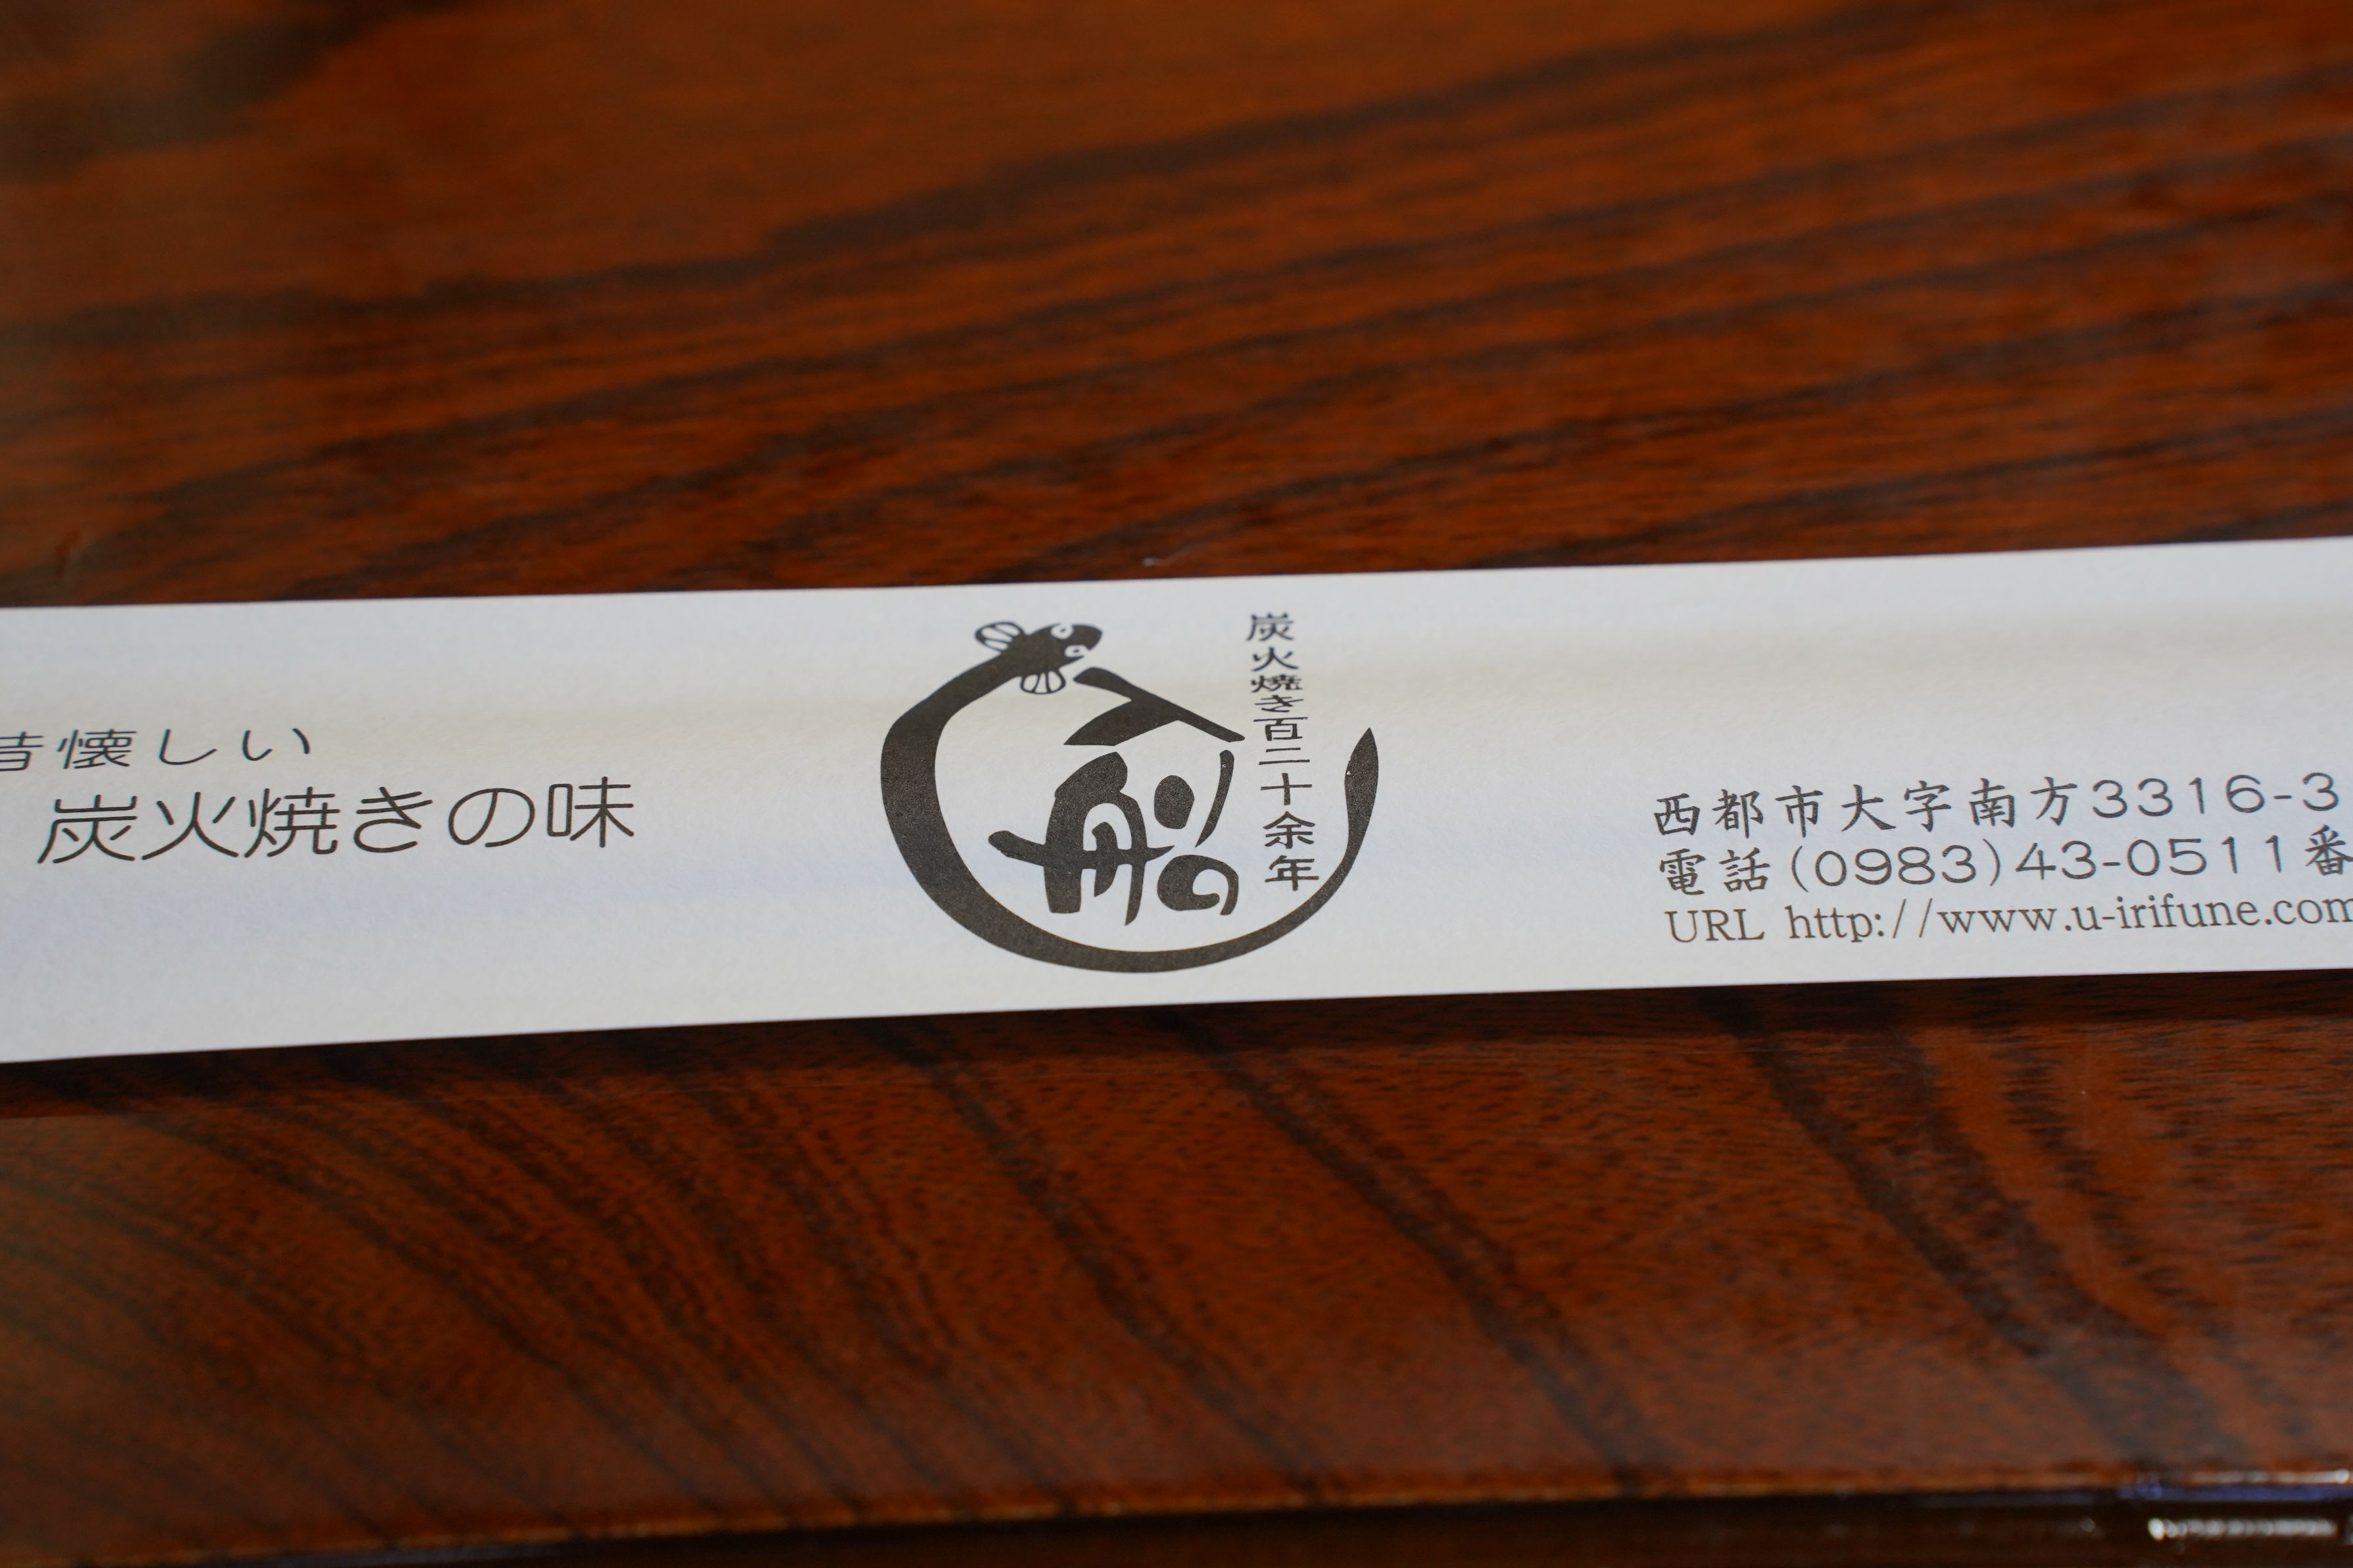 昔懐しい
炭火焼きの味
入船
炭火焼き百二十余年
西都市大字南方3316-3
電話(0983)43-0511番
URL http://www.u-irifune.com